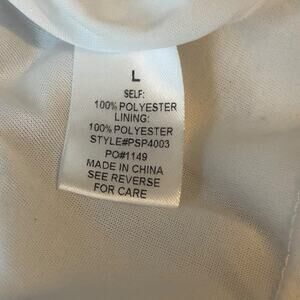 L
SELF:
100% POLYESTER
LINING:
100% POLYESTER
STYLE#PSP4003
PO#1149
MADE IN CHINA
SEE REVERSE
FOR CARE